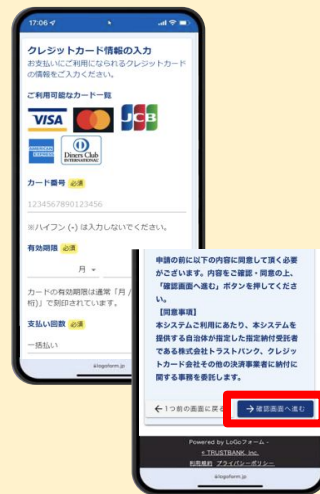 17:06
クレジットカード情報の入力
お支払いにご利用になられるクレジットカード
の情報をご入力ください。
ご利用可能なカード一覧
VISA
JCB
AMERICAN
EXPRESS
Diners Club
INTERNATIONAL
カード番号 必須
1234567890123456
※ハイフン (-) は入力しないでください。
有効期限 必須
月
カードの有効期限は通常「月 /
桁)」で刻印されています。
支払い回数 必須
一括払い
logoform.jp
申請の前に以下の内容に同意して頂く必要
がございます。内容をご確認・同意の上、
「確認画面へ進む」ボタンを押してくださ
い。
【同意事項】
本システムご利用にあたり、本システムを
提供する自治体が指定した指定納付受託者
である株式会社トラストバンク、クレジッ
トカード会社その他の決済事業者に納付に
関する事務を委託します。
←1つ前の画面に戻る
→確認画面へ進む
Powered by LoGoフォーム -
TRUSTBANK, Inc.
利用規約 プライバシーポリシー
logoform.jp